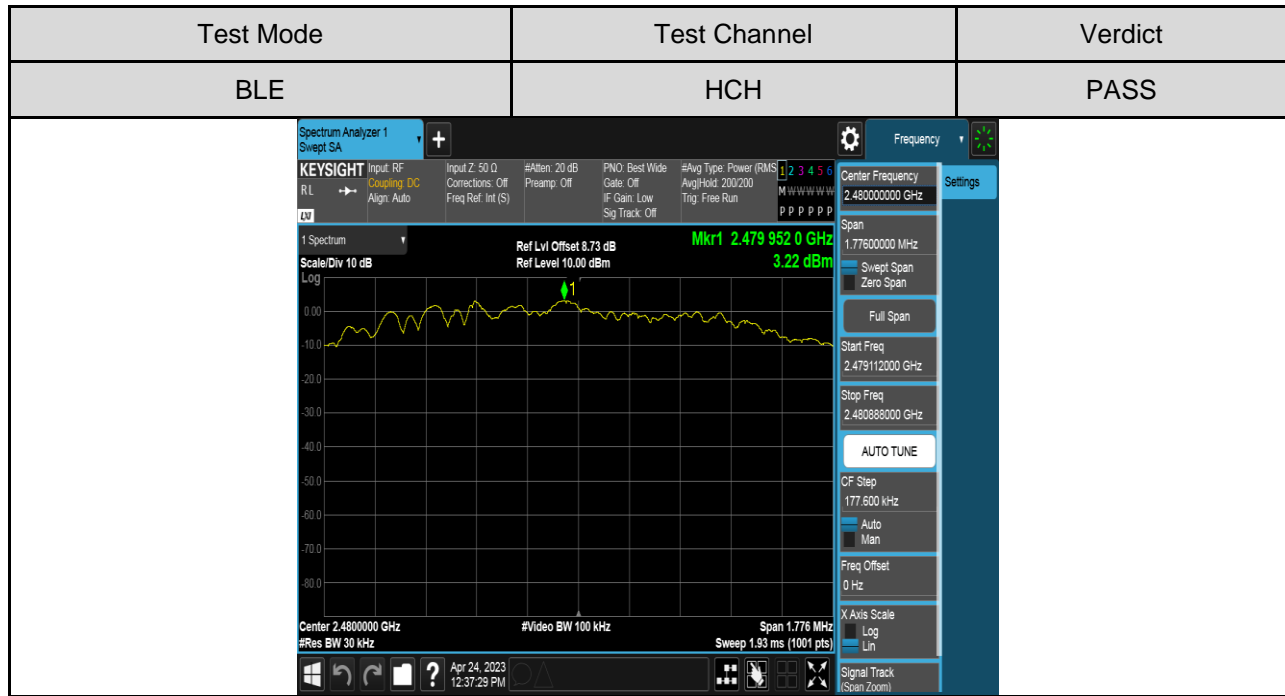 Test Mode Test Channel Verdict
BLE HCH PASS
Spectrum Analyzer 1
Swept SA
+
Frequency
KEYSIGHT
RL
LXI
Input: RF
Coupling: DC
Align: Auto
Input Z: 50 Ω
Corrections: Off
Freq Ref: Int (S)
#Atten: 20 dB
Preamp: Off
PNO: Best Wide
Gate: Off
IF Gain: Low
Sig Track: Off
#Avg Type: Power (RMS
Avg|Hold: 200/200
Trig: Free Run
1 2 3 4 5 6
M W W W W W
P P P P P P
1 Spectrum
Scale/Div 10 dB
Ref Lvl Offset 8.73 dB
Ref Level 10.00 dBm
Mkr1 2.479 952 0 GHz
3.22 dBm
Log
1
0.00
-10.0
-20.0
-30.0
-40.0
-50.0
-60.0
-70.0
-80.0
Center 2.4800000 GHz
#Res BW 30 kHz
#Video BW 100 kHz
Span 1.776 MHz
Sweep 1.93 ms (1001 pts)
Center Frequency
2.480000000 GHz
Settings
Span
1.77600000 MHz
Swept Span
Zero Span
Full Span
Start Freq
2.479112000 GHz
Stop Freq
2.480888000 GHz
AUTO TUNE
CF Step
177.600 kHz
Auto
Man
Freq Offset
0 Hz
X Axis Scale
Log
Lin
Signal Track
(Span Zoom)
?
Apr 24, 2023
12:37:29 PM